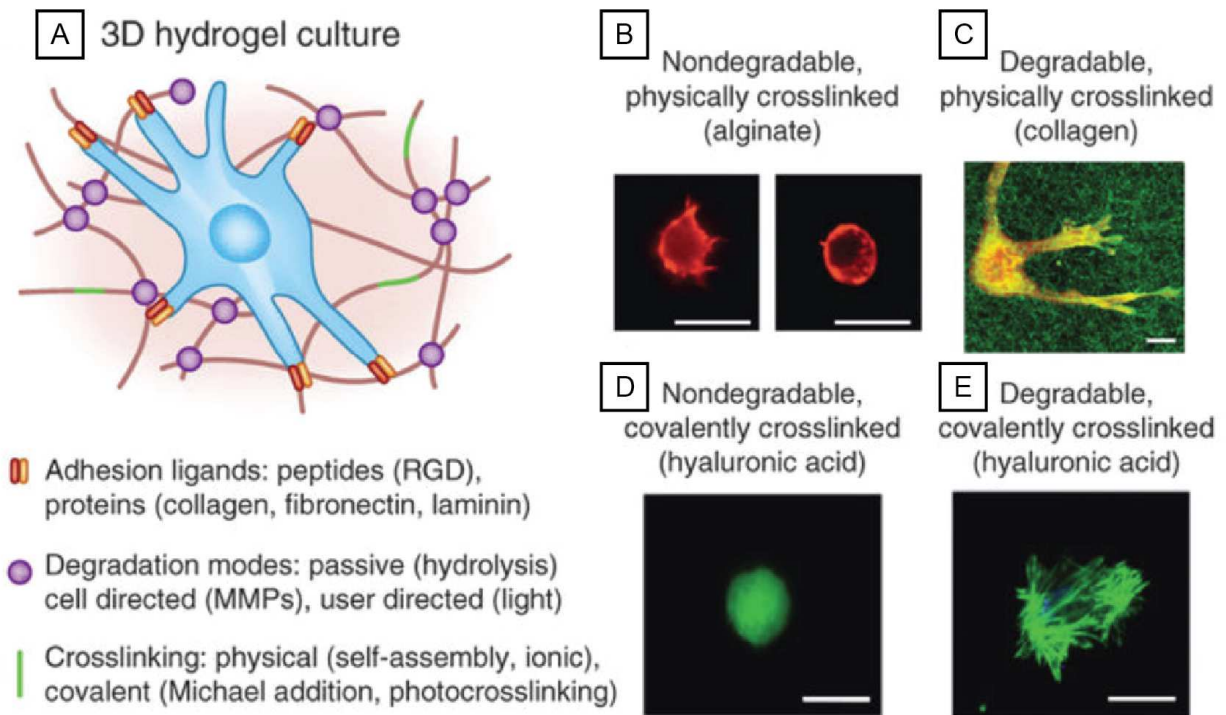 A 3D hydrogel culture
Adhesion ligands: peptides (RGD),
proteins (collagen, fibronectin, laminin)
Degradation modes: passive (hydrolysis)
cell directed (MMPs), user directed (light)
Crosslinking: physical (self-assembly, ionic),
covalent (Michael addition, photocrosslinking)
B
Nondegradable,
physically crosslinked
(alginate)
C
Degradable,
physically crosslinked
(collagen)
D
Nondegradable,
covalently crosslinked
(hyaluronic acid)
E
Degradable,
covalently crosslinked
(hyaluronic acid)